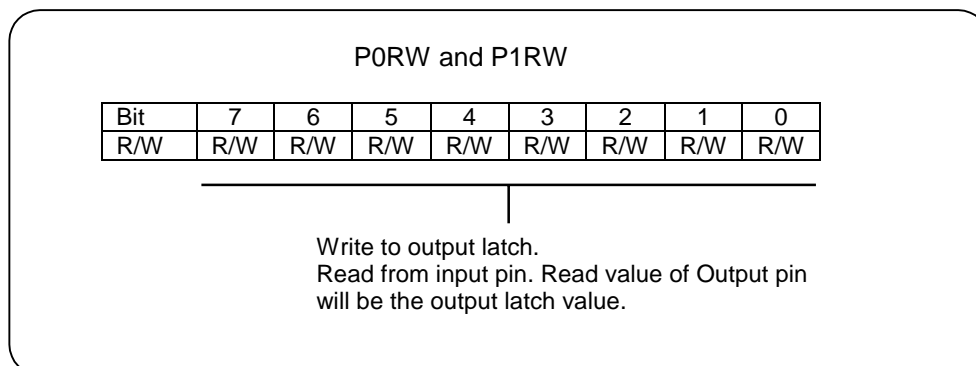 P0RW and P1RW
Bit 7 6 5 4 3 2 1 0
R/W R/W R/W R/W R/W R/W R/W R/W R/W
Write to output latch.
Read from input pin. Read value of Output pin
will be the output latch value.